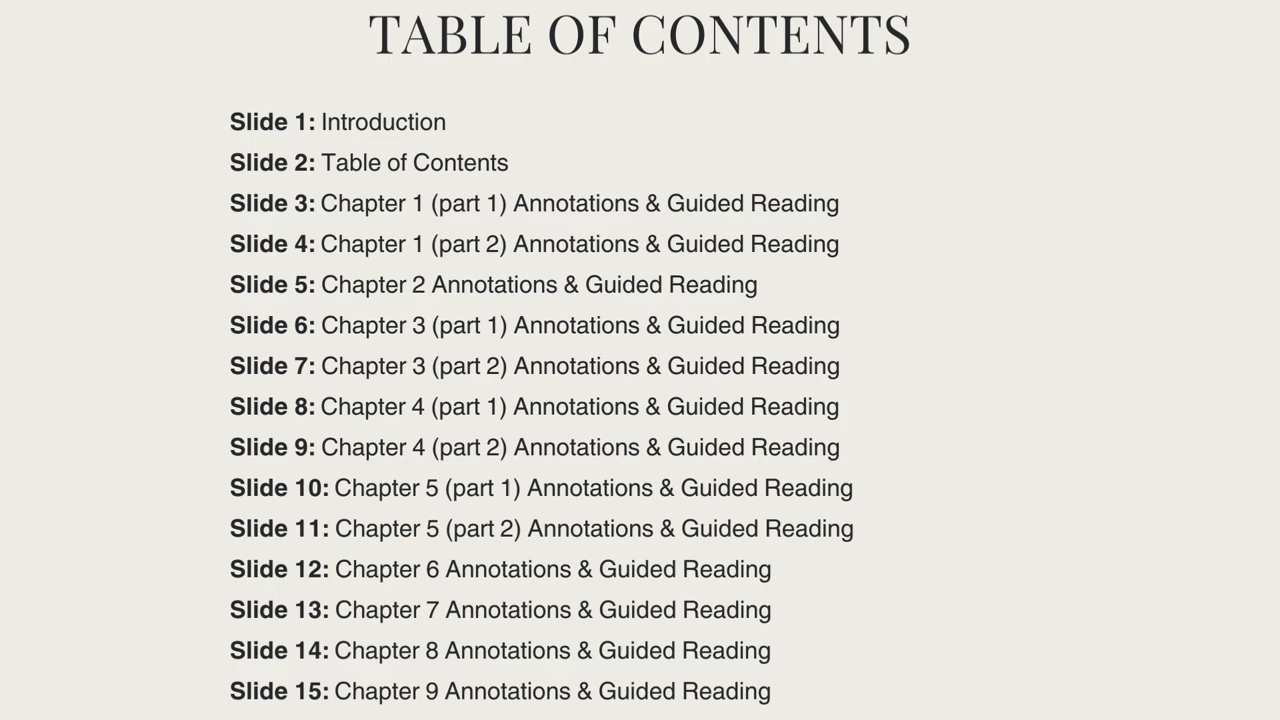 TABLE OF CONTENTS
Slide 1: Introduction
Slide 2: Table of Contents
Slide 3: Chapter 1 (part 1) Annotations & Guided Reading
Slide 4: Chapter 1 (part 2) Annotations & Guided Reading
Slide 5: Chapter 2 Annotations & Guided Reading
Slide 6: Chapter 3 (part 1) Annotations & Guided Reading
Slide 7: Chapter 3 (part 2) Annotations & Guided Reading
Slide 8: Chapter 4 (part 1) Annotations & Guided Reading
Slide 9: Chapter 4 (part 2) Annotations & Guided Reading
Slide 10: Chapter 5 (part 1) Annotations & Guided Reading
Slide 11: Chapter 5 (part 2) Annotations & Guided Reading
Slide 12: Chapter 6 Annotations & Guided Reading
Slide 13: Chapter 7 Annotations & Guided Reading
Slide 14: Chapter 8 Annotations & Guided Reading
Slide 15: Chapter 9 Annotations & Guided Reading